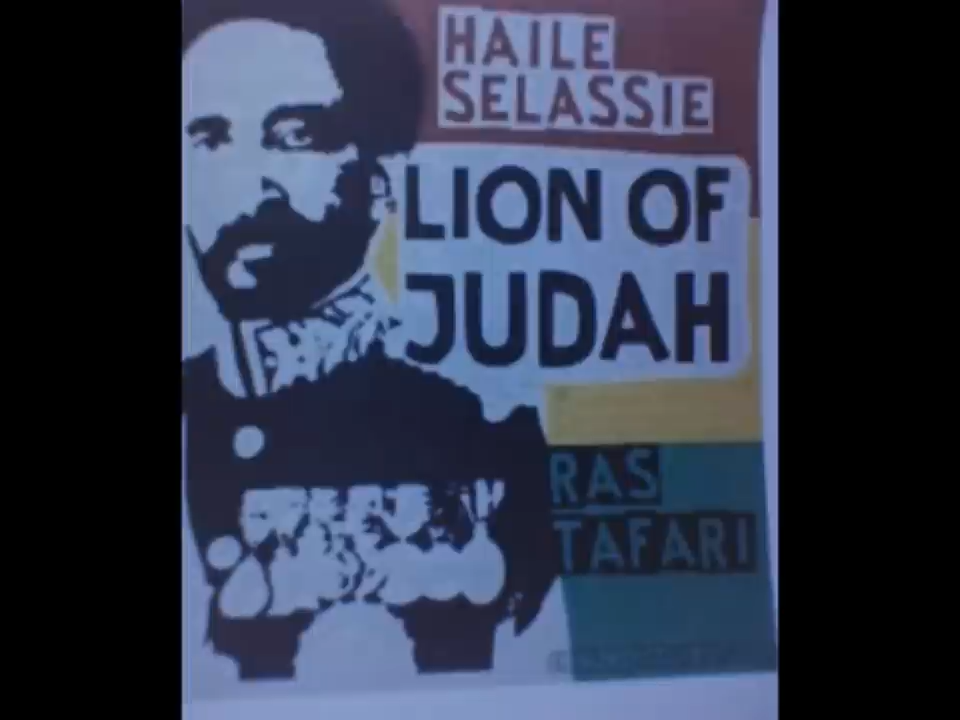 HAILE
SELASSIE
LION OF
JUDAH
RAS
TAFARI